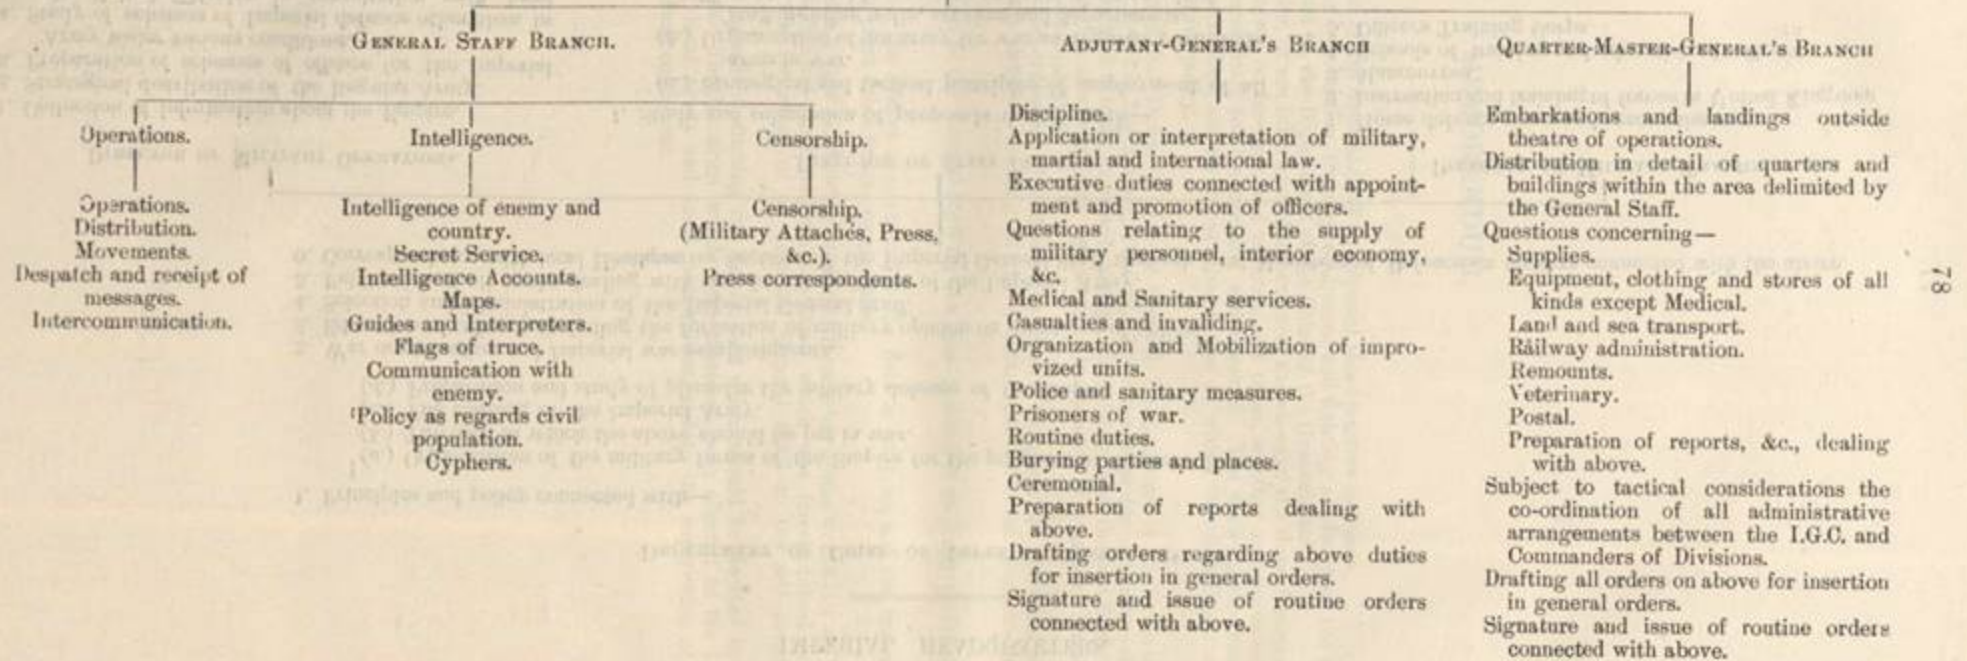 GENERAL STAFF BRANCH.
Operations.
Operations.
Distribution.
Movements.
Despatch and receipt of
messages.
Intercommunication.
Intelligence.
Intelligence of enemy and
country.
Secret Service.
Intelligence Accounts.
Maps.
Guides and Interpreters.
Flags of truce.
Communication with
enemy.
Policy as regards civil
population.
Cyphers.
Censorship.
Censorship.
(Military Attachés, Press,
&c.).
Press correspondents.
ADJUTANT-GENERAL'S BRANCH
Discipline.
Application or interpretation of military,
martial and international law.
Executive duties connected with appoint-
ment and promotion of officers.
Questions relating to the supply of
military personnel, interior economy,
&c.
Medical and Sanitary services.
Casualties and invaliding.
Organization and Mobilization of impro-
vized units.
Police and sanitary measures.
Prisoners of war.
Routine duties.
Burying parties and places.
Ceremonial.
Preparation of reports dealing with
above.
Drafting orders regarding above duties
for insertion in general orders.
Signature and issue of routine orders
connected with above.
QUARTER-MASTER-GENERAL'S BRANCH
Embarkations and landings outside
theatre of operations.
Distribution in detail of quarters and
buildings within the area delimited by
the General Staff.
Questions concerning—
Supplies.
Equipment, clothing and stores of all
kinds except Medical.
Land and sea transport.
Railway administration.
Remounts.
Veterinary.
Postal.
Preparation of reports, &c., dealing
with above.
Subject to tactical considerations the
co-ordination of all administrative
arrangements between the I.G.C. and
Commanders of Divisions.
Drafting all orders on above for insertion
in general orders.
Signature and issue of routine orders
connected with above.
78